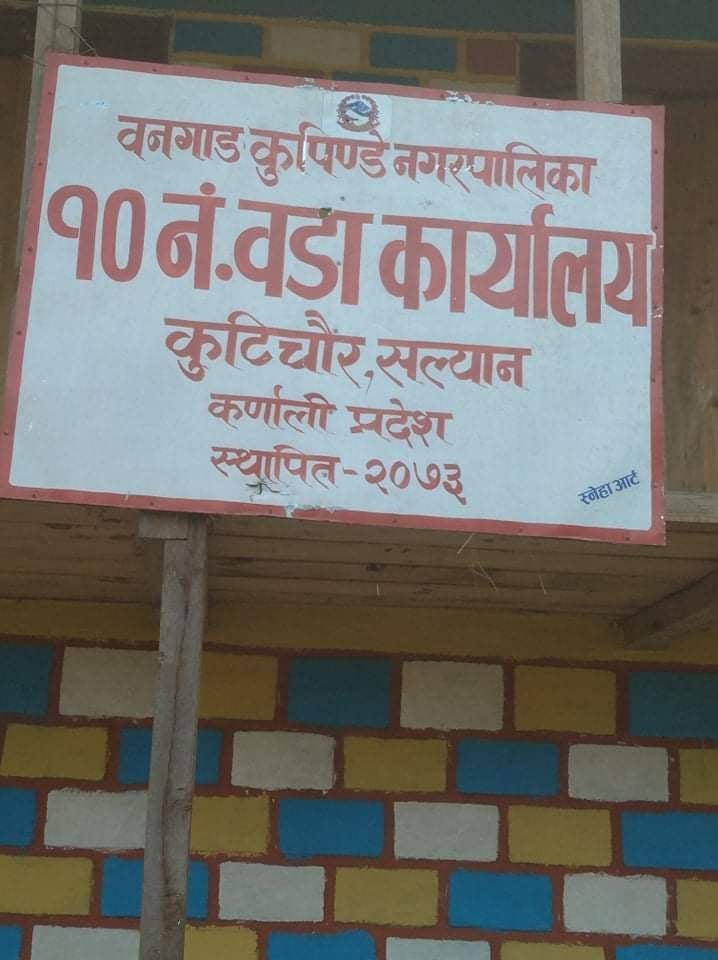 वनगाड कुपिण्डे नगरपालिका
१० नं. वडा कार्यालय
कुटिचौर, सल्यान
कर्णाली प्रदेश
स्थापित - २०७३
स्नेहा आर्ट